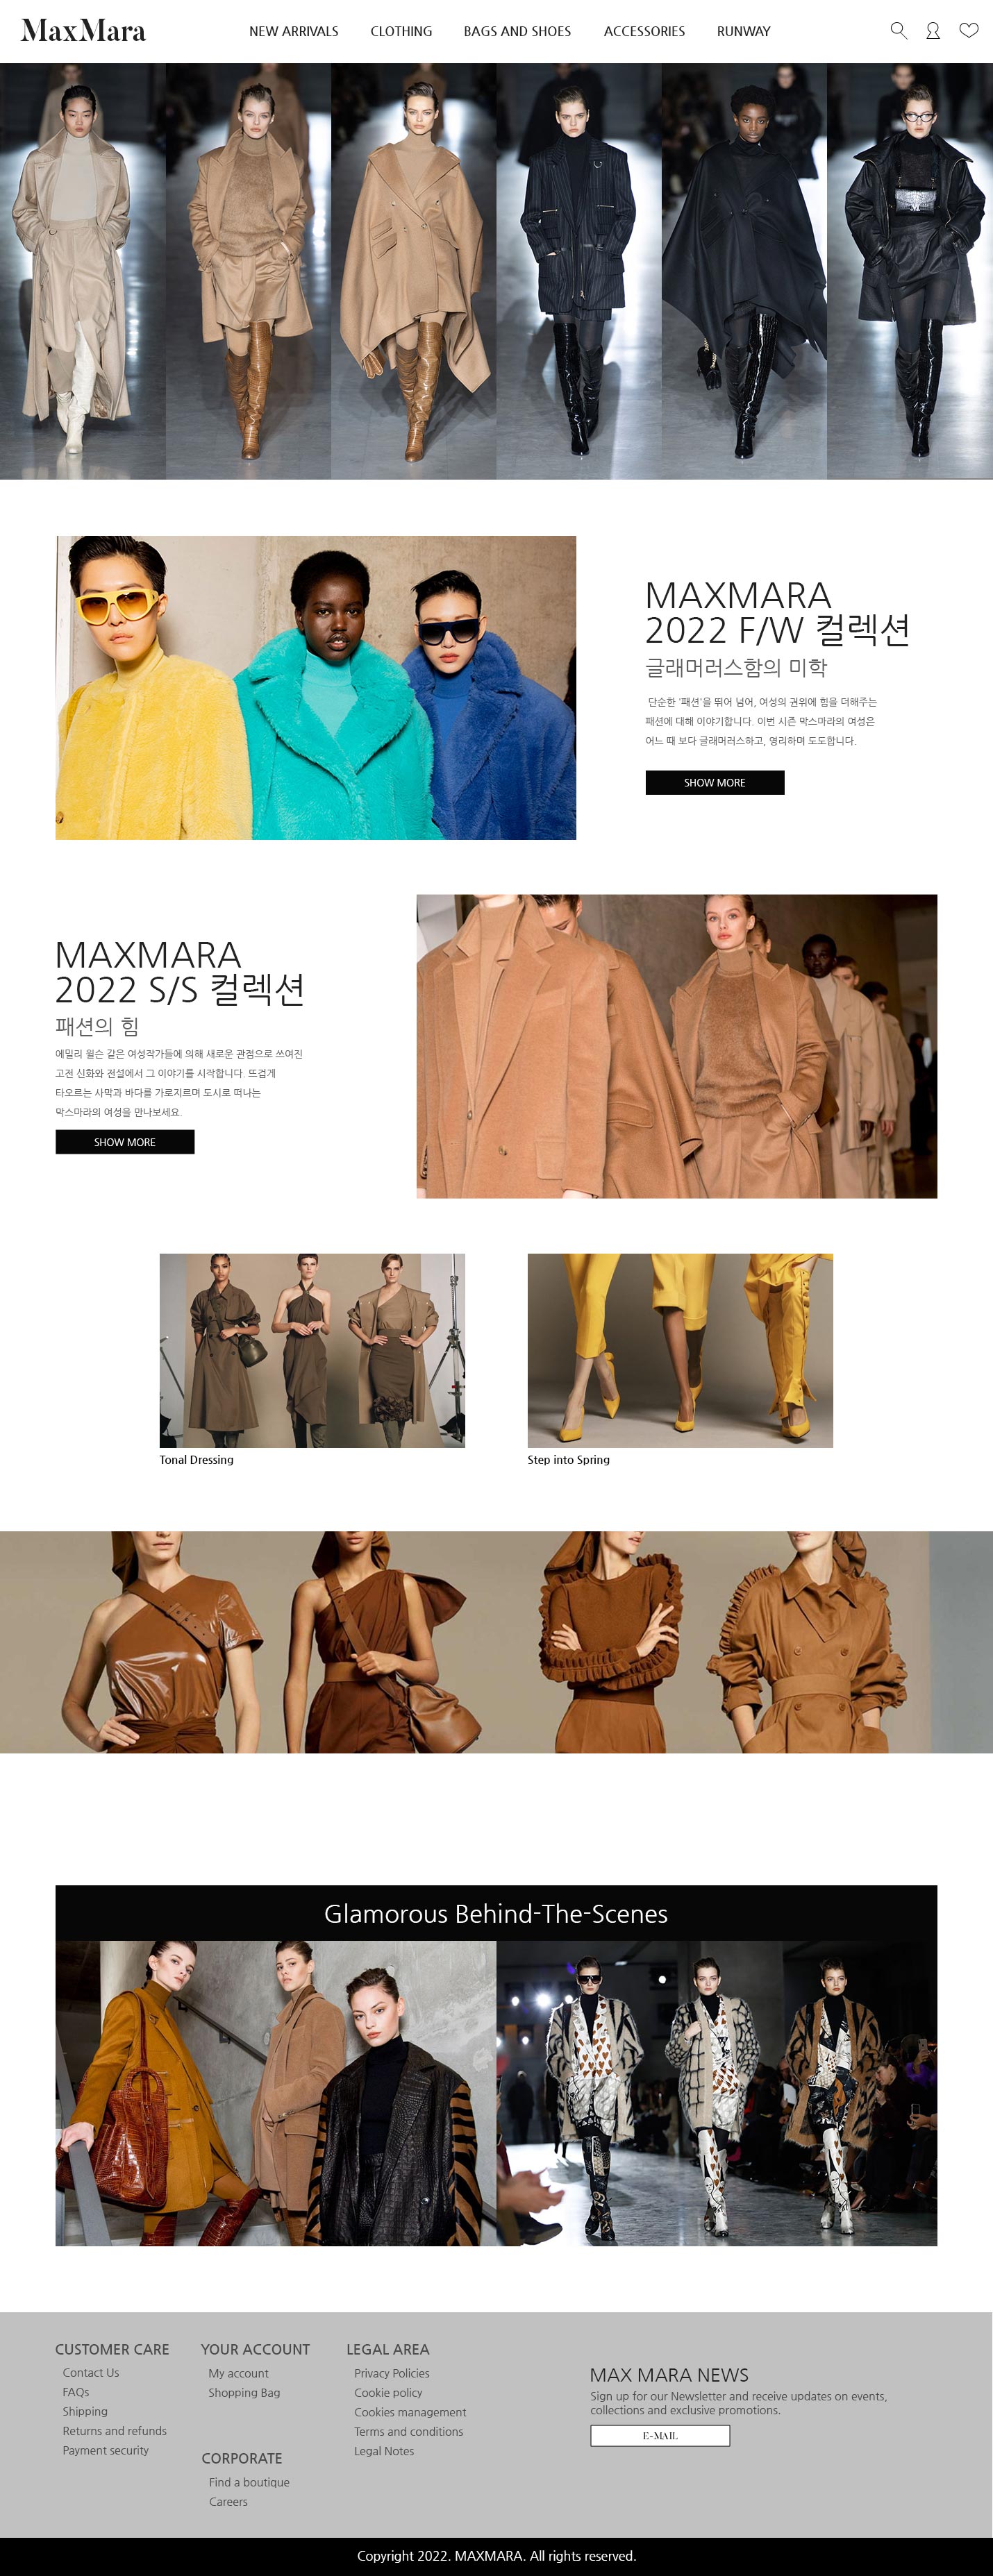 MaxMara
NEW ARRIVALS
CLOTHING
BAGS AND SHOES
ACCESSORIES
RUNWAY
MAXMARA
2022 F/W 컬렉션
글래머러스함의 미학
단순한 '패션'을 뛰어 넘어, 여성의 권위에 힘을 더해주는
패션에 대해 이야기합니다. 이번 시즌 막스마라의 여성은
어느 때 보다 글래머러스하고, 영리하며 도도합니다.
SHOW MORE
MAXMARA
2022 S/S 컬렉션
패션의 힘
에밀리 윌슨 같은 여성작가들에 의해 새로운 관점으로 쓰여진
고전 신화와 전설에서 그 이야기를 시작합니다. 뜨겁게
타오르는 사막과 바다를 가로지르며 도시로 떠나는
막스마라의 여성을 만나보세요.
SHOW MORE
Tonal Dressing
Step into Spring
Glamorous Behind-The-Scenes
CUSTOMER CARE
Contact Us
FAQs
Shipping
Returns and refunds
Payment security
YOUR ACCOUNT
My account
Shopping Bag
CORPORATE
Find a boutique
Careers
LEGAL AREA
Privacy Policies
Cookie policy
Cookies management
Terms and conditions
Legal Notes
MAX MARA NEWS
Sign up for our Newsletter and receive updates on events,
collections and exclusive promotions.
E-MAIL
Copyright 2022. MAXMARA. All rights reserved.